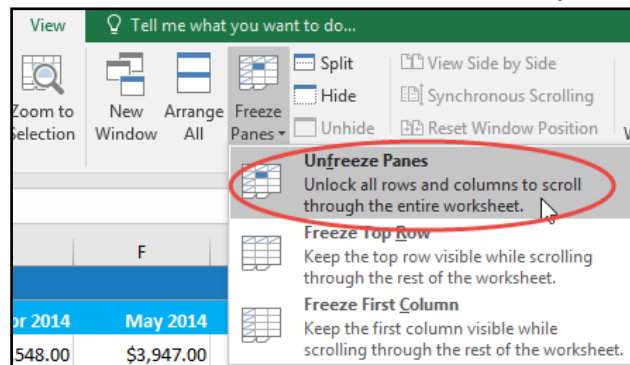 View Tell me what you want to do...
Split View Side by Side
Hide Synchronous Scrolling
Unhide Reset Window Position
Zoom to New Arrange Freeze
Selection Window All Panes
Unfreeze Panes
Unlock all rows and columns to scroll
through the entire worksheet.
Freeze Top Row
Keep the top row visible while scrolling
through the rest of the worksheet.
Freeze First Column
Keep the first column visible while
scrolling through the rest of the worksheet.
F
pr 2014 May 2014
,548.00 $3,947.00